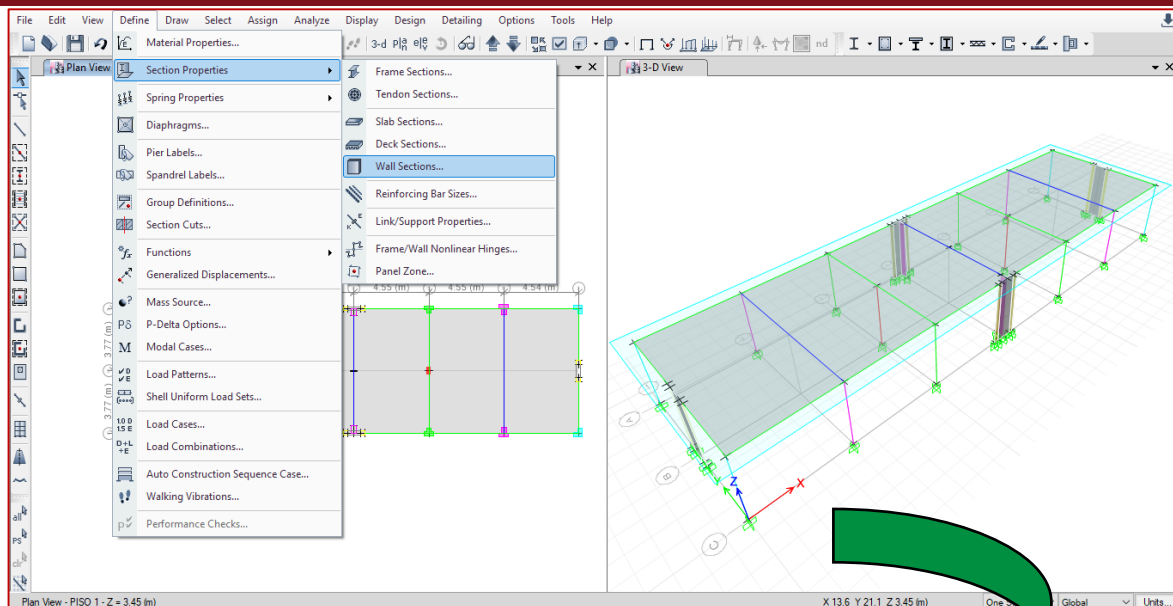 File Edit View Define Draw Select Assign Analyze Display Design Detailing Options Tools Help
3-d nd
Plan View
3-D View
Material Properties...
Section Properties
Spring Properties
Diaphragms...
Pier Labels...
Spandrel Labels...
Group Definitions...
Section Cuts...
Functions
Generalized Displacements...
Mass Source...
P-Delta Options...
Modal Cases...
Load Patterns...
Shell Uniform Load Sets...
Load Cases...
Load Combinations...
Auto Construction Sequence Case...
Walking Vibrations...
Performance Checks...
Frame Sections...
Tendon Sections...
Slab Sections...
Deck Sections...
Wall Sections...
Reinforcing Bar Sizes...
Link/Support Properties...
Frame/Wall Nonlinear Hinges...
Panel Zone...
4.55 (m) 4.55 (m) 4.54 (m)
3.77 (m)
3.77 (m)
A
B
C
Z
X
all
PS
clr
Plan View - PISO 1 - Z = 3.45 (m)
X 13.6 Y 21.1 Z 3.45 (m)
One S
Global
Units...